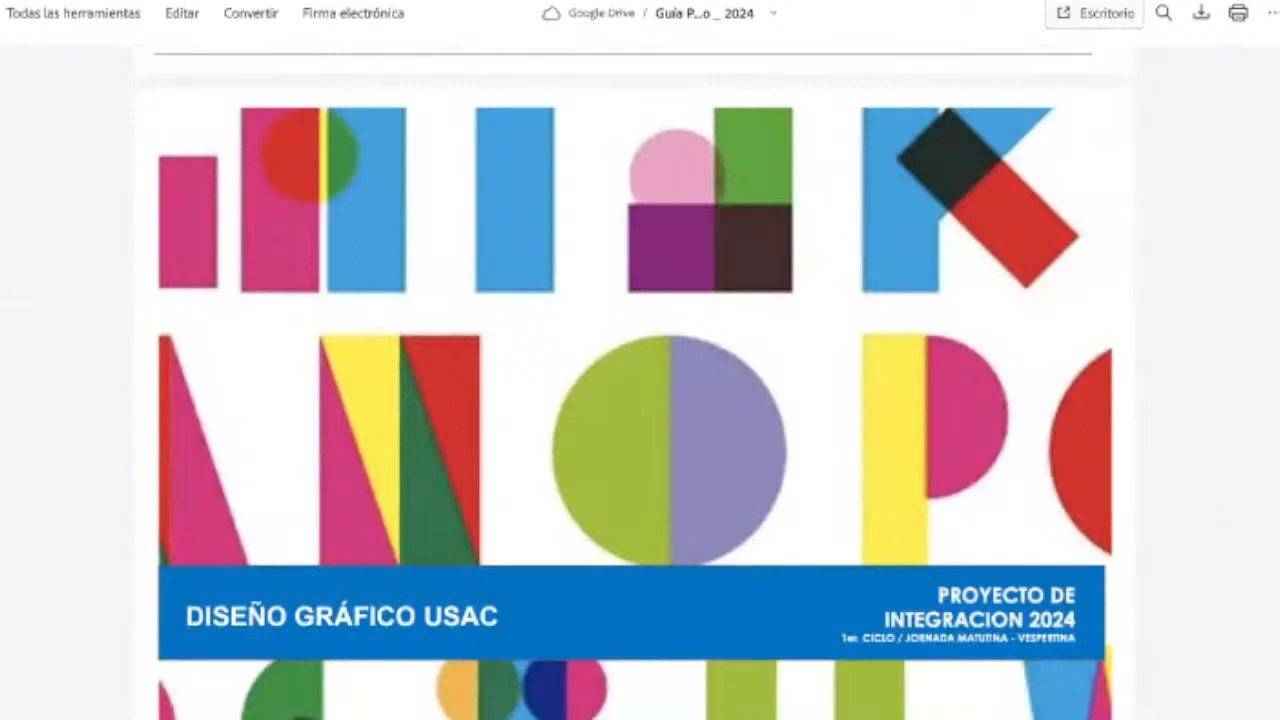 Todas las herramientas Editar Convertir Firma electrónica Google Drive / Guía P...o _ 2024 Escritorio
DISEÑO GRÁFICO USAC
PROYECTO DE
INTEGRACION 2024
1er. CICLO / JORNADA MATUTINA - VESPERTINA